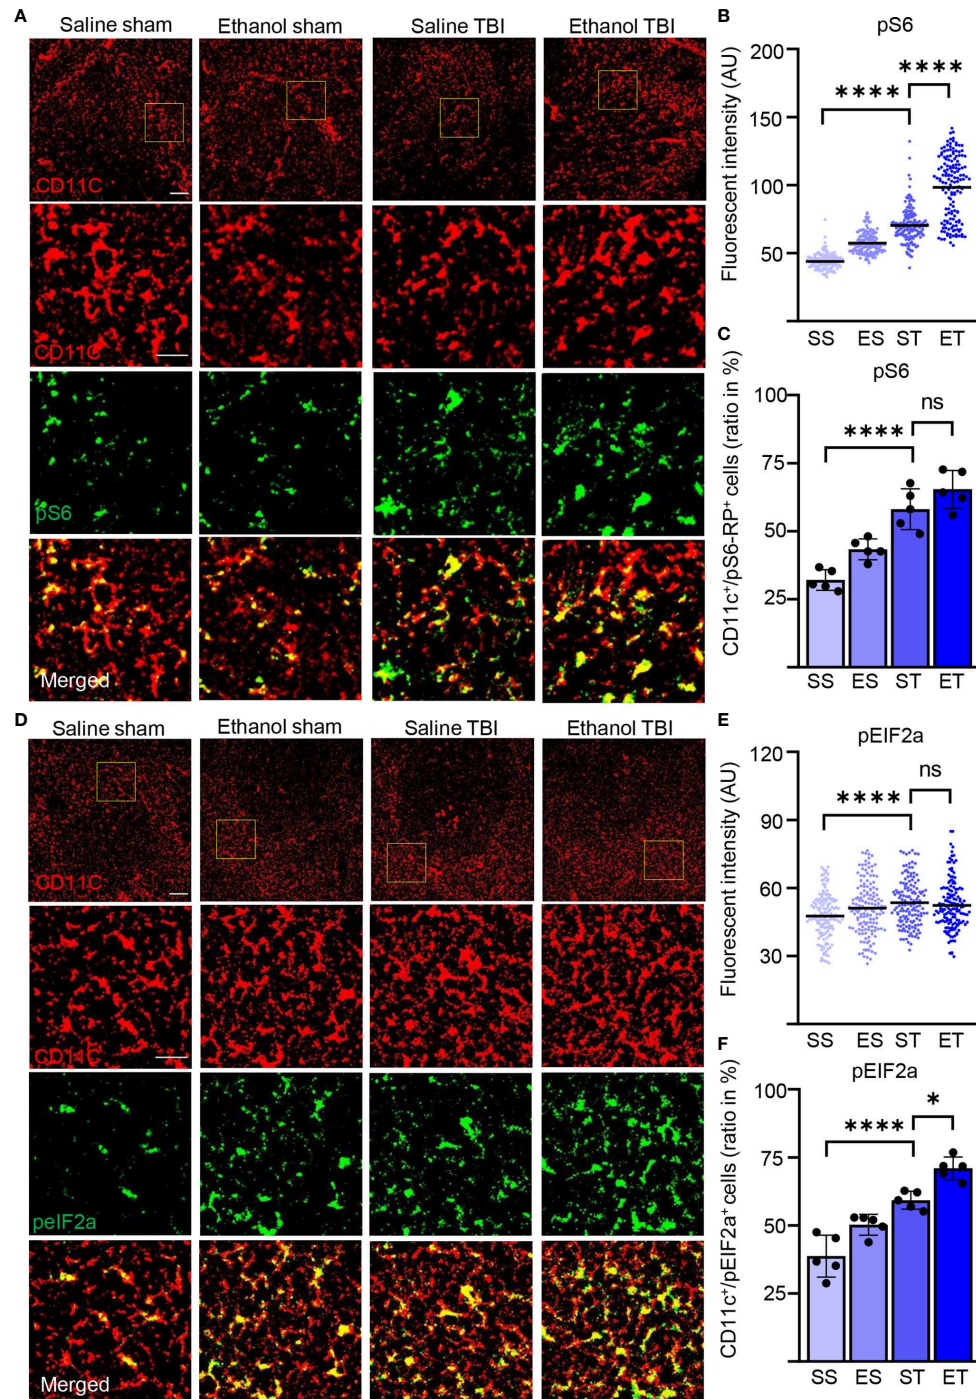 A
Saline sham
Ethanol sham
Saline TBI
Ethanol TBI
CD11C
CD11C
pS6
Merged
B
pS6
Fluorescent intensity (AU)
200
150
100
50
****
****
SS
ES
ST
ET
C
pS6
CD11c⁺/pS6-RP⁺ cells (ratio in %)
100
75
50
25
****
ns
SS
ES
ST
ET
D
Saline sham
Ethanol sham
Saline TBI
Ethanol TBI
CD11C
CD11C
peIF2a
Merged
E
pEIF2a
Fluorescent intensity (AU)
120
90
60
30
****
ns
SS
ES
ST
ET
F
pEIF2a
CD11c⁺/pEIF2a⁺ cells (ratio in %)
100
75
50
25
****
*
SS
ES
ST
ET